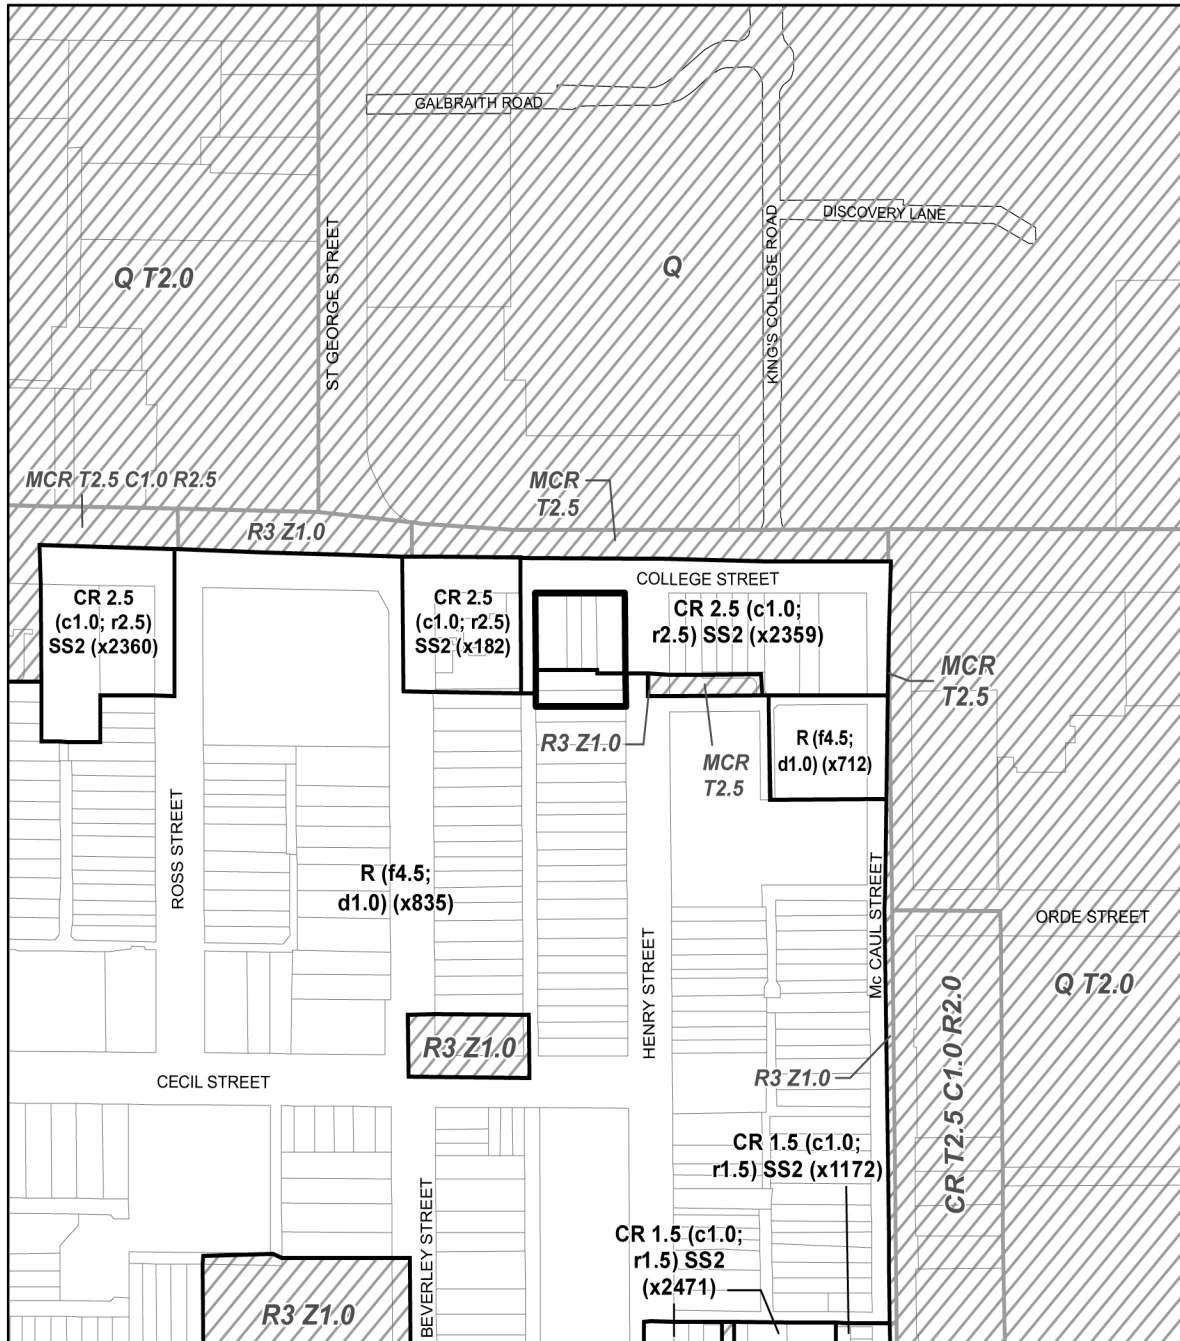 GALBRAITH ROAD
DISCOVERY LANE
KING'S COLLEGE ROAD
ST GEORGE STREET
Q T2.0
Q
MCR T2.5 C1.0 R2.5
MCR
T2.5
R3 Z1.0
COLLEGE STREET
CR 2.5
(c1.0; r2.5)
SS2 (x2360)
CR 2.5
(c1.0; r2.5)
SS2 (x182)
CR 2.5 (c1.0;
r2.5) SS2 (x2359)
MCR
T2.5
R3 Z1.0
MCR
T2.5
R (f4.5;
d1.0) (x712)
ROSS STREET
R (f4.5;
d1.0) (x835)
HENRY STREET
Mc CAUL STREET
ORDE STREET
Q T2.0
CR T2.5 C1.0 R2.0
R3 Z1.0
R3 Z1.0
CECIL STREET
CR 1.5 (c1.0;
r1.5) SS2 (x1172)
BEVERLEY STREET
CR 1.5 (c1.0;
r1.5) SS2
(x2471)
R3 Z1.0